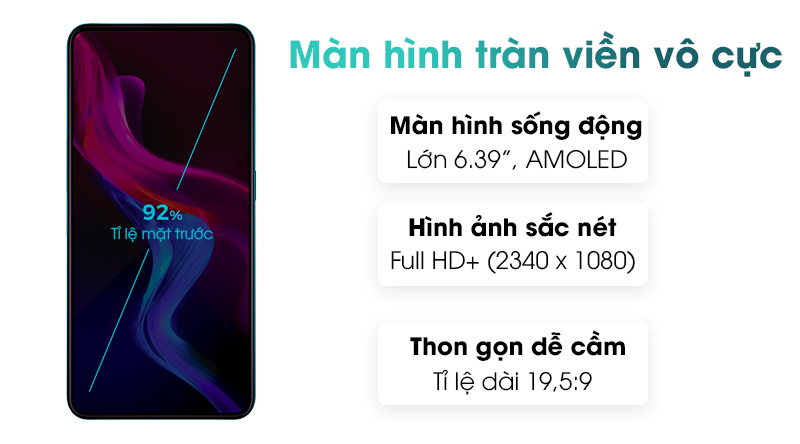 Màn hình tràn viền vô cực
92%
Tỉ lệ mặt trước
Màn hình sống động
Lớn 6.39”, AMOLED
Hình ảnh sắc nét
Full HD+ (2340 x 1080)
Thon gọn dễ cầm
Tỉ lệ dài 19,5:9